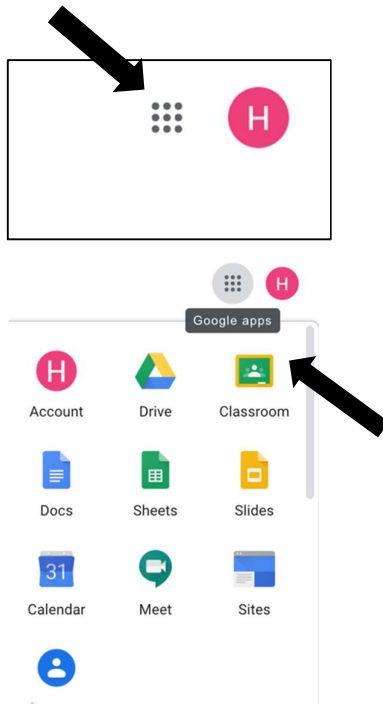 H
H
Google apps
H
Account Drive Classroom
Docs Sheets Slides
31
Calendar Meet Sites